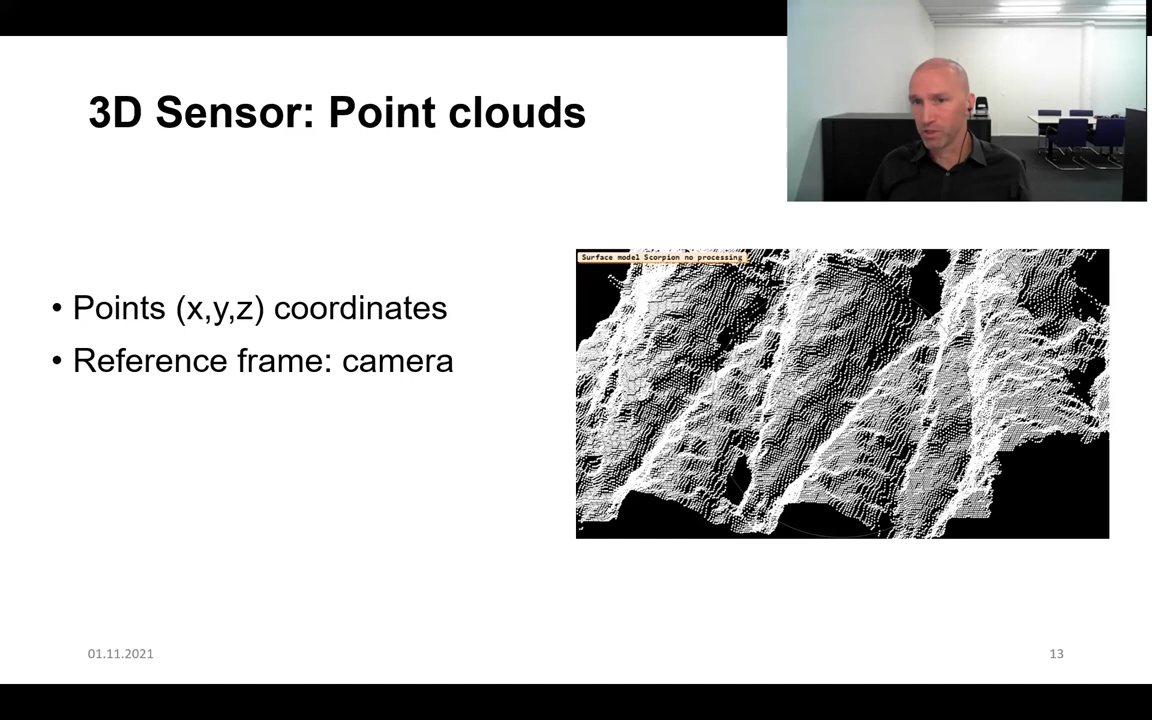 3D Sensor: Point clouds
• Points (x,y,z) coordinates
• Reference frame: camera
Surface model Scorpion no processing
01.11.2021
13